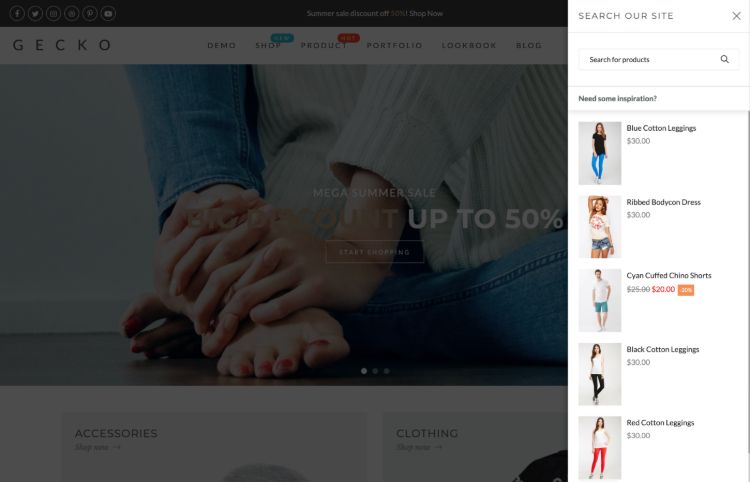 Summer sale discount off 50%! Shop Now
GECKO
DEMO
SHOP
NEW
PRODUCT
HOT
PORTFOLIO
LOOKBOOK
BLOG
MEGA SUMMER SALE
BIG DISCOUNT UP TO 50%
START SHOPPING
ACCESSORIES
Shop now →
CLOTHING
Shop now →
SEARCH OUR SITE
Search for products
Need some inspiration?
Blue Cotton Leggings
$30.00
Ribbed Bodycon Dress
$30.00
Cyan Cuffed Chino Shorts
$25.00 $20.00 -20%
Black Cotton Leggings
$30.00
Red Cotton Leggings
$30.00